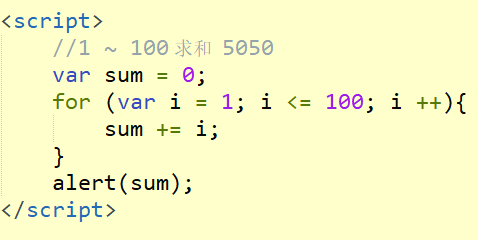 <script>
//1 ~ 100求和 5050
var sum = 0;
for (var i = 1; i <= 100; i ++){
sum += i;
}
alert(sum);
</script>